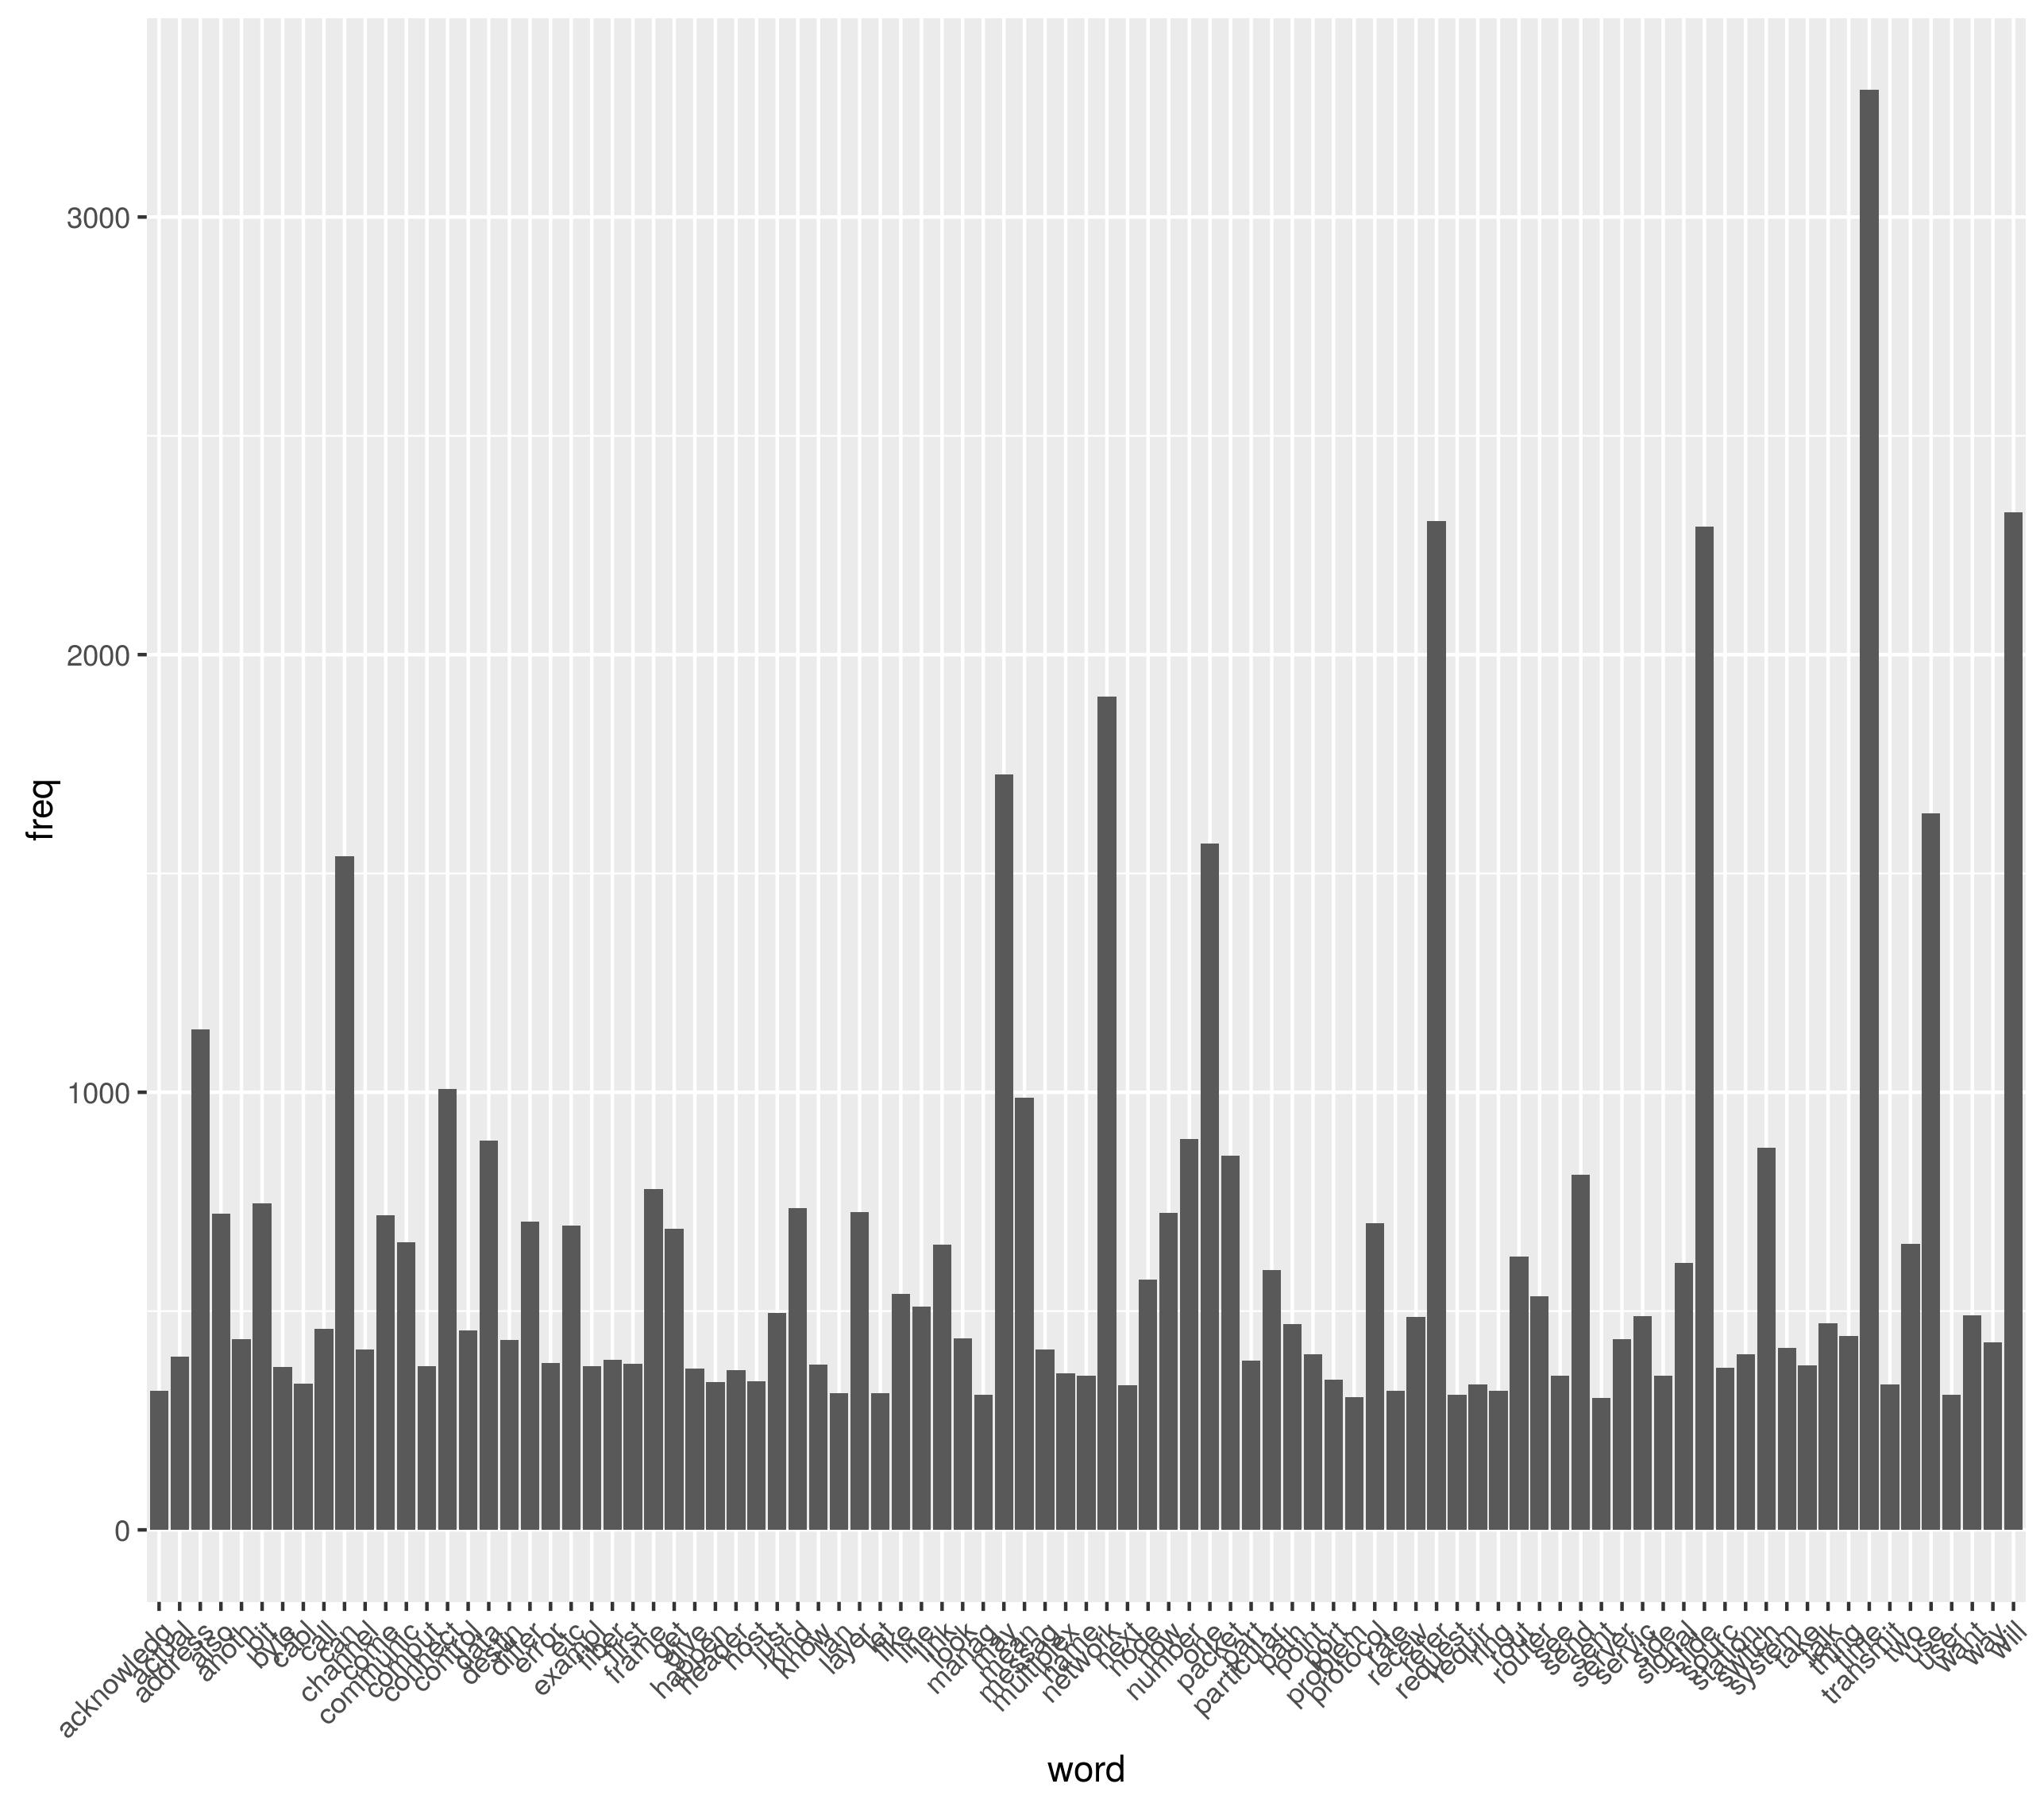 freq
3000
2000
1000
0
acknowledg
actual
address
also
anoth
bit
byte
cabl
call
can
channel
come
communic
comput
connect
control
data
destin
differ
error
etc
exampl
fiber
first
frame
get
give
happen
header
host
just
kind
know
lan
layer
let
like
line
link
look
manag
may
mean
messag
multiplex
name
network
next
node
now
number
one
packet
part
particular
path
point
port
problem
protocol
rate
receiv
refer
request
requir
ring
rout
router
see
send
sent
server
servic
side
signal
slide
sourc
station
switch
system
take
talk
thing
time
transmit
two
use
user
want
way
will
word